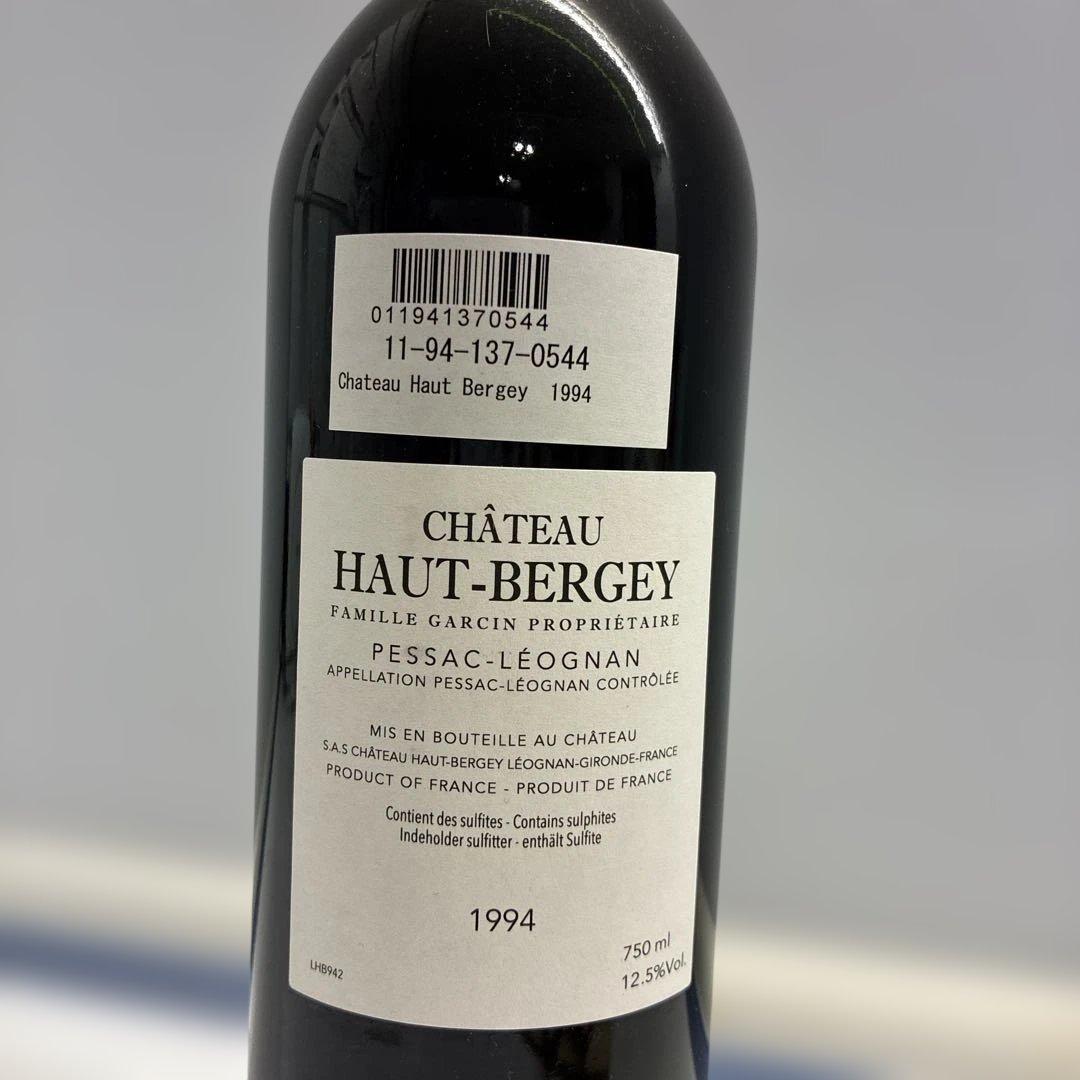 011941370544
11-94-137-0544
Chateau Haut Bergey 1994
CHÂTEAU
HAUT-BERGEY
FAMILLE GARCIN PROPRIÉTAIRE
PESSAC-LÉOGNAN
APPELLATION PESSAC-LÉOGNAN CONTRÔLÉE
MIS EN BOUTEILLE AU CHÂTEAU
S.A.S CHÂTEAU HAUT-BERGEY LÉOGNAN-GIRONDE-FRANCE
PRODUCT OF FRANCE - PRODUIT DE FRANCE
Contient des sulfites - Contains sulphites
Indeholder sulfitter - enthält Sulfite
1994
750 ml
12.5%Vol.
LHB942